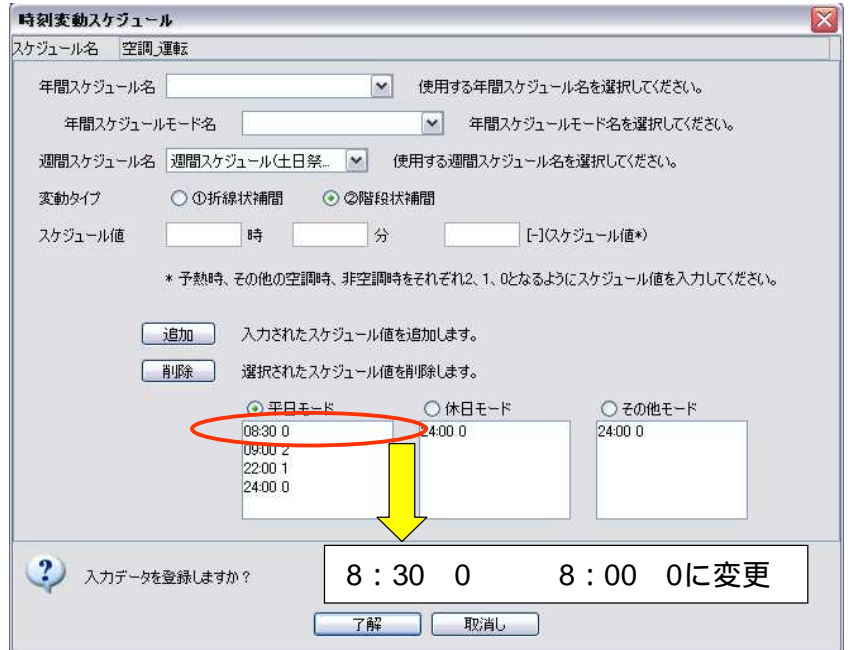 時刻変動スケジュール
スケジュール名 空調_運転
年間スケジュール名 使用する年間スケジュール名を選択してください。
年間スケジュールモード名 年間スケジュールモード名を選択してください。
週間スケジュール名 週間スケジュール(土日祭... 使用する週間スケジュール名を選択してください。
変動タイプ ①折線状補間 ②階段状補間
スケジュール値 時 分 [-](スケジュール値*)
* 予熱時、その他の空調時、非空調時をそれぞれ2、1、0となるようにスケジュール値を入力してください。
追加 入力されたスケジュール値を追加します。
削除 選択されたスケジュール値を削除します。
平日モード 休日モード その他モード
08:30 0 24:00 0 24:00 0
09:00 2
22:00 1
24:00 0
? 入力データを登録しますか?
8:30 0 8:00 0に変更
了解 取消し